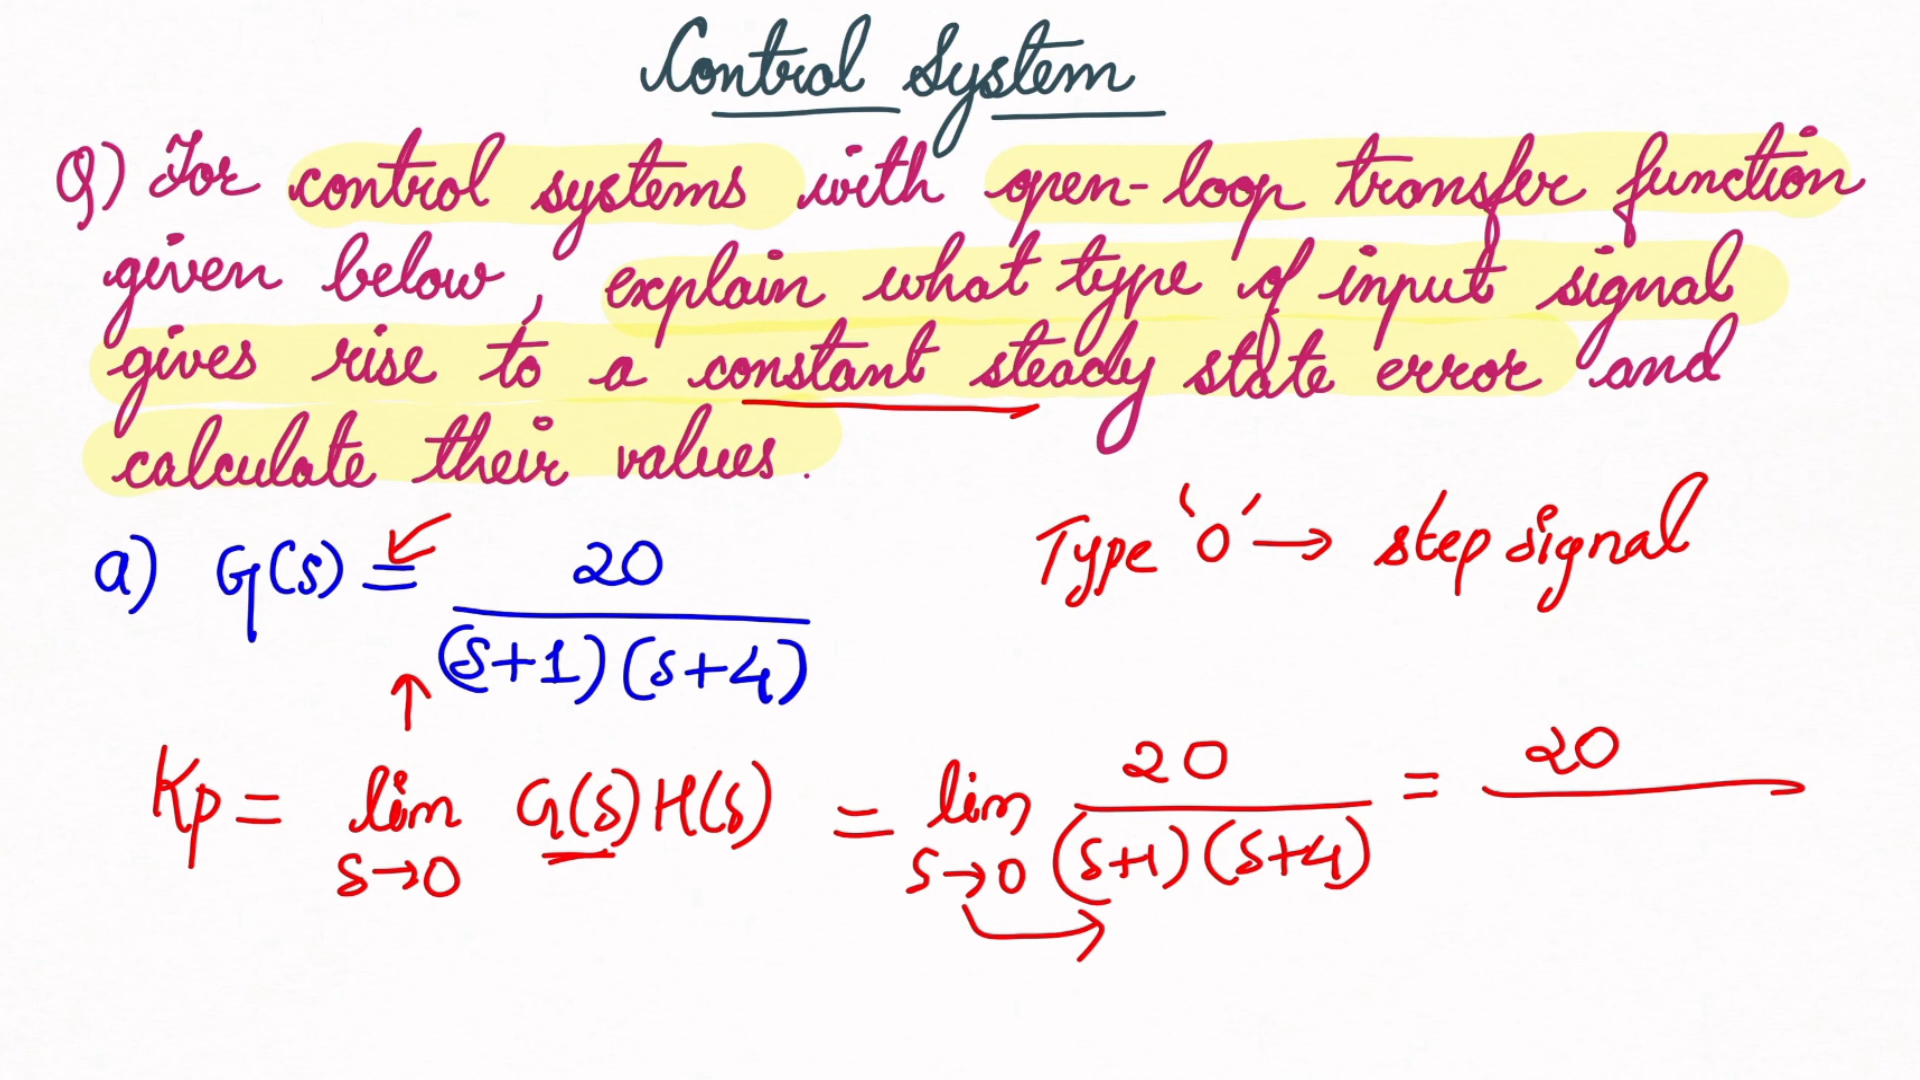 Control System
Q) For control systems with open-loop transfer function
given below, explain what type of input signal
gives rise to a constant steady state error and
calculate their values.
a) G(s) = 20 / (s+1)(s+4)
Type '0' → step signal
Kp = lim s→0 G(s)H(s) = lim s→0 20 / (s+1)(s+4) = 20